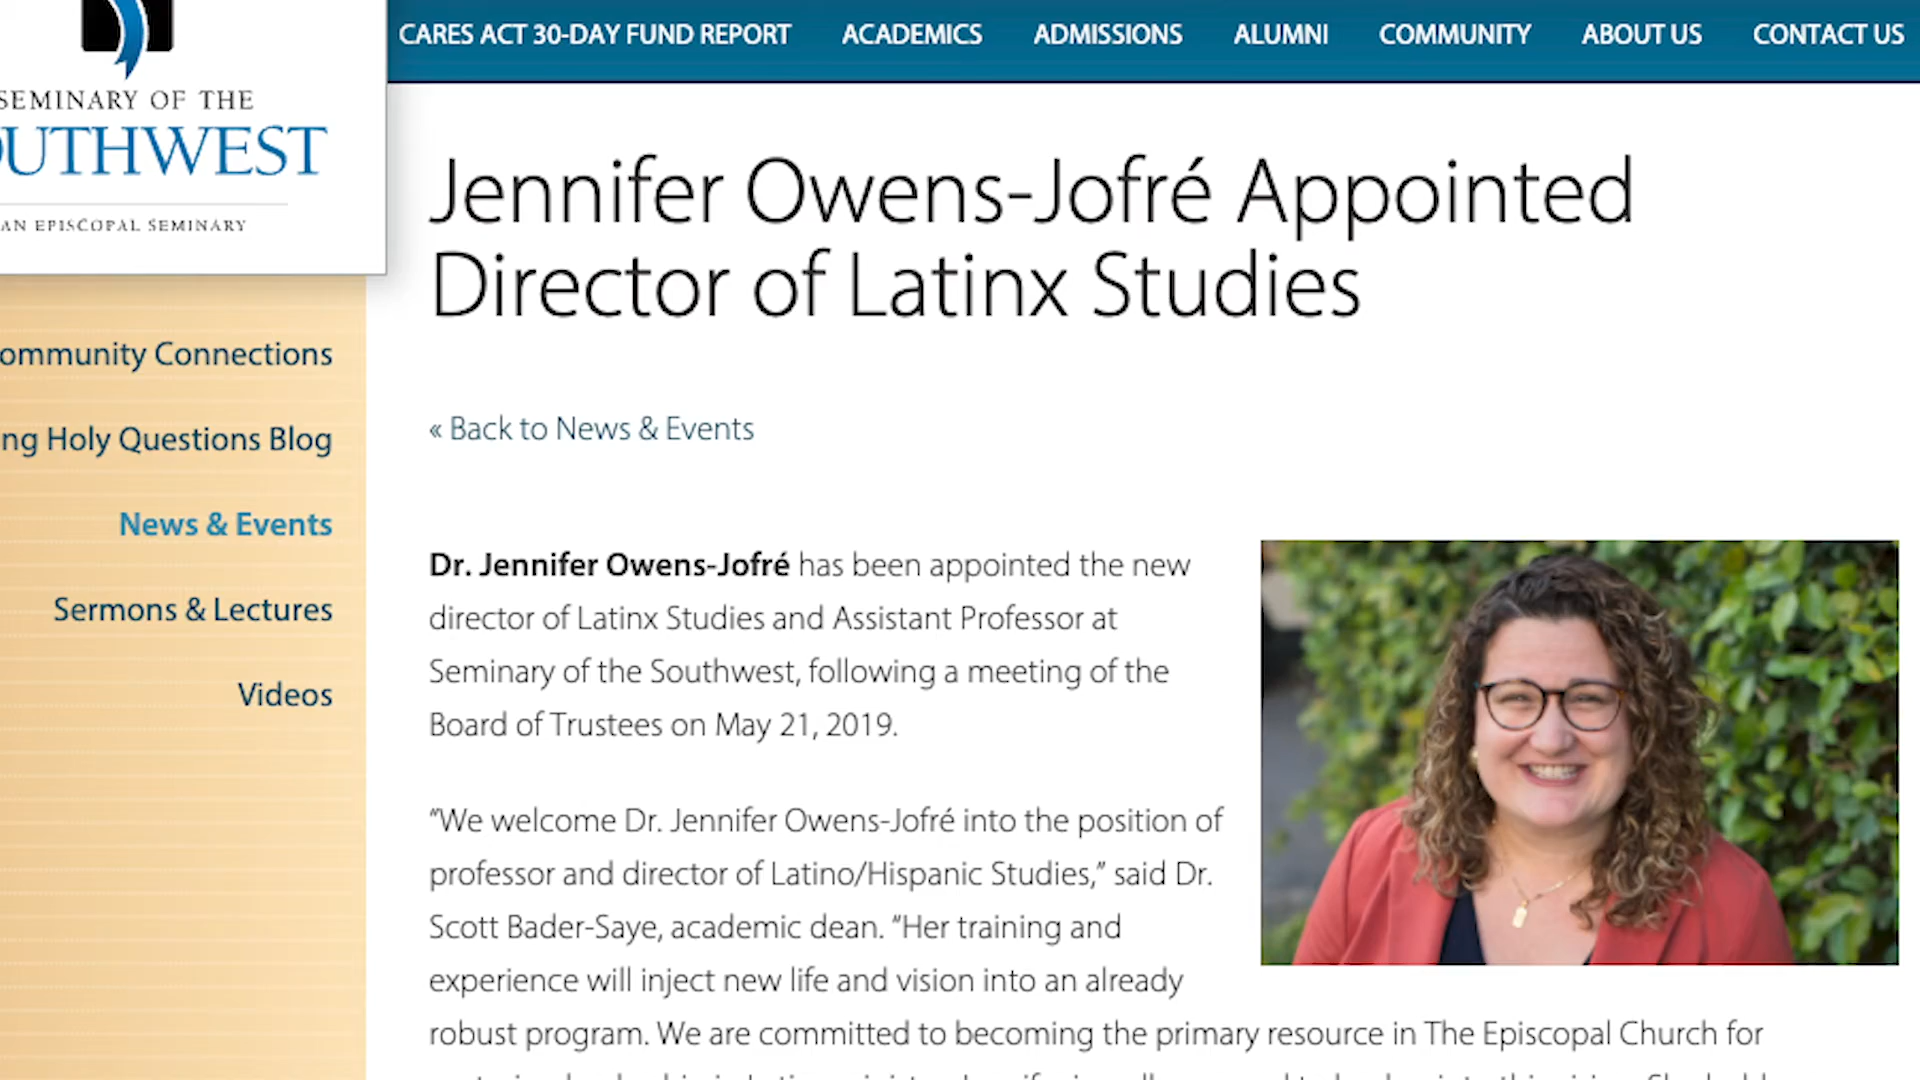 CARES ACT 30-DAY FUND REPORT ACADEMICS ADMISSIONS ALUMNI COMMUNITY ABOUT US CONTACT US
SEMINARY OF THE
OUTHWEST
AN EPISCOPAL SEMINARY
ommunity Connections
ng Holy Questions Blog
News & Events
Sermons & Lectures
Videos
Jennifer Owens-Jofré Appointed
Director of Latinx Studies
« Back to News & Events
Dr. Jennifer Owens-Jofré has been appointed the new
director of Latinx Studies and Assistant Professor at
Seminary of the Southwest, following a meeting of the
Board of Trustees on May 21, 2019.
“We welcome Dr. Jennifer Owens-Jofré into the position of
professor and director of Latino/Hispanic Studies,” said Dr.
Scott Bader-Saye, academic dean. “Her training and
experience will inject new life and vision into an already
robust program. We are committed to becoming the primary resource in The Episcopal Church for